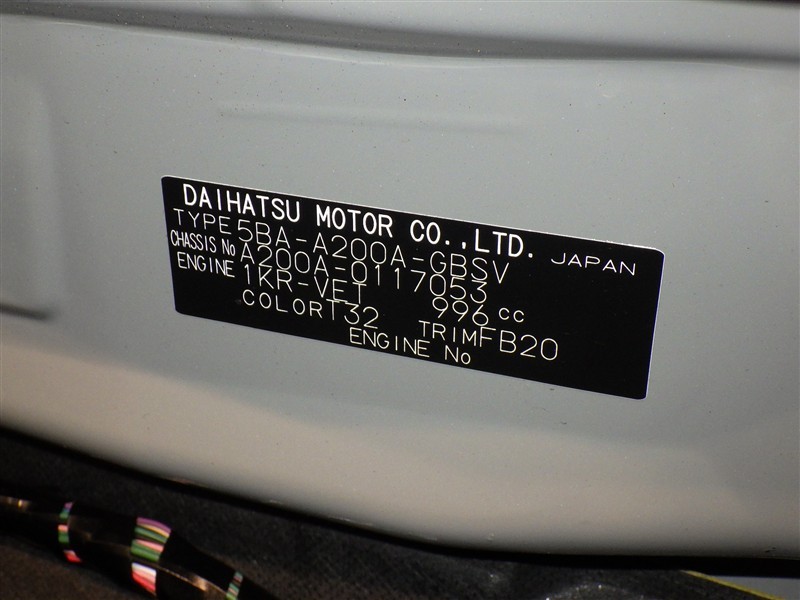 DAIHATSU MOTOR CO.,LTD. JAPAN
TYPE 5BA-A200A-GBSV
CHASSIS No A200A-0117053
ENGINE 1KR-VET 996 cc
COLOR T32 TRIM FB20
ENGINE No